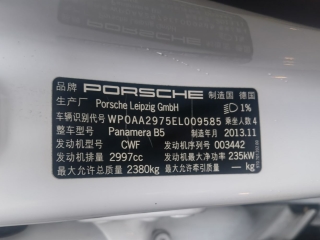 品牌 PORSCHE 制造国 德国
生产厂 Porsche Leipzig GmbH 1%
车辆识别代号 WP0AA2975EL009585 乘坐人数 4
整车型号 Panamera B5 制造年月 2013.11
发动机型号 CWF 发动机号 003442
发动机排量 2997cc 发动机最大净功率 235kW
最大允许总质量 2380kg 最大允许牵引质量 — kg